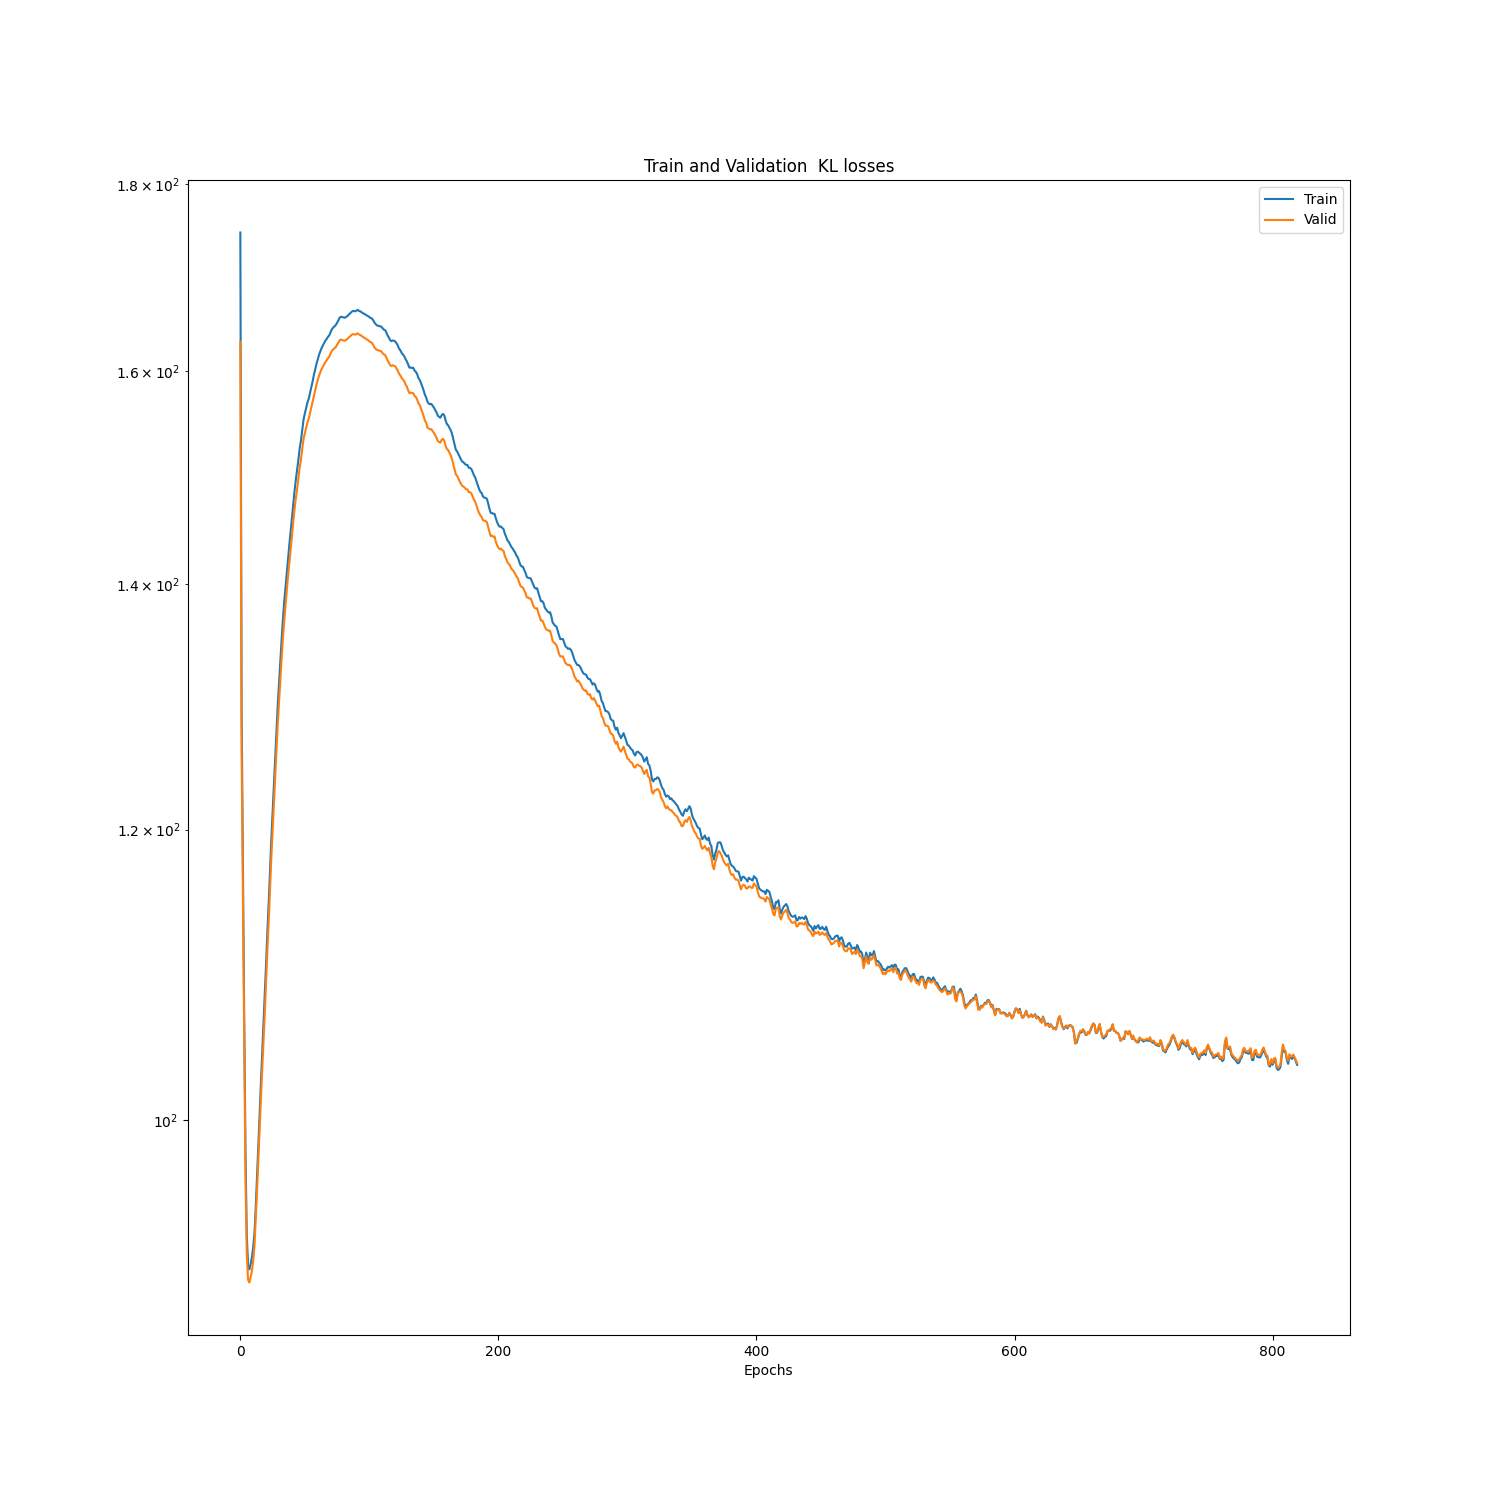 Train and Validation  KL losses
1.8 × 10²
1.6 × 10²
1.4 × 10²
1.2 × 10²
10²
Train
Valid
0 200 400 600 800
Epochs